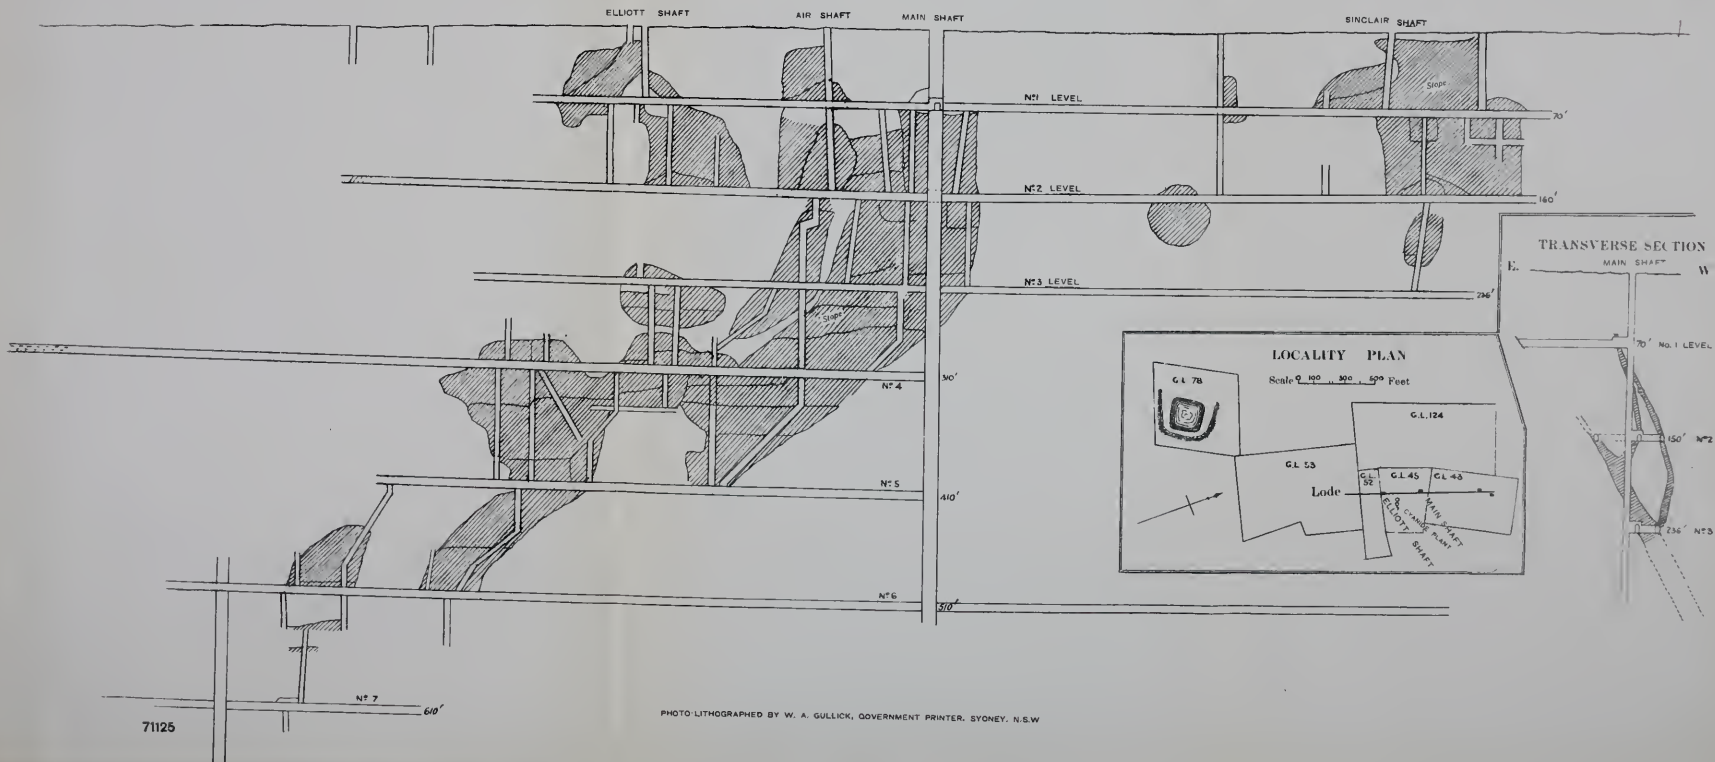 ELLIOTT SHAFT
AIR SHAFT
MAIN SHAFT
SINCLAIR SHAFT
Nº1 LEVEL
70'
Stope
Nº2 LEVEL
160'
Nº3 LEVEL
236'
Stope
Nº4
310'
Nº5
410'
Nº6
510'
Nº 7
610'
TRANSVERSE SECTION
MAIN SHAFT
E.
W
70' No. 1 LEVEL
150' Nº2
236' Nº3
LOCALITY PLAN
Scale 0 100 300 500 Feet
G.L. 78
G.L. 124
G.L. 53
G.L. 52
G.L. 45
G.L. 43
Lode
ELLIOTT SHAFT
CYANIDE PLANT
MAIN SHAFT
PHOTO-LITHOGRAPHED BY W. A. GULLICK, GOVERNMENT PRINTER, SYDNEY, N.S.W
71125